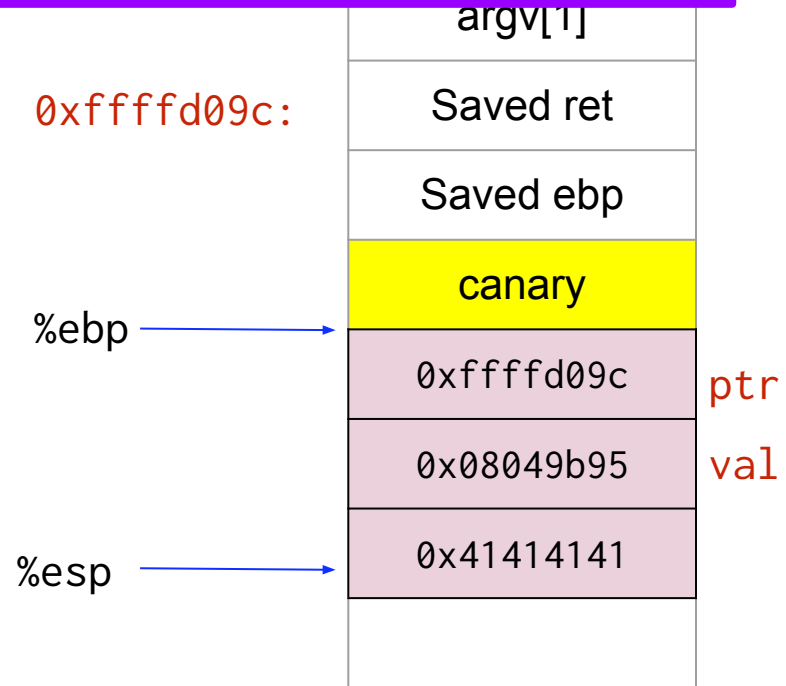 argv[1]
0xffffd09c: Saved ret
Saved ebp
canary
%ebp
0xffffd09c ptr
0x08049b95 val
%esp 0x41414141